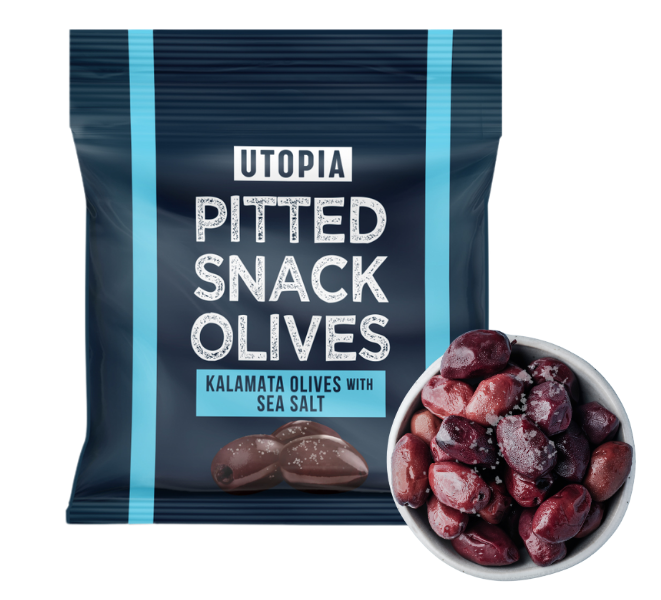 UTOPIA
PITTED
SNACK
OLIVES
KALAMATA OLIVES WITH
SEA SALT